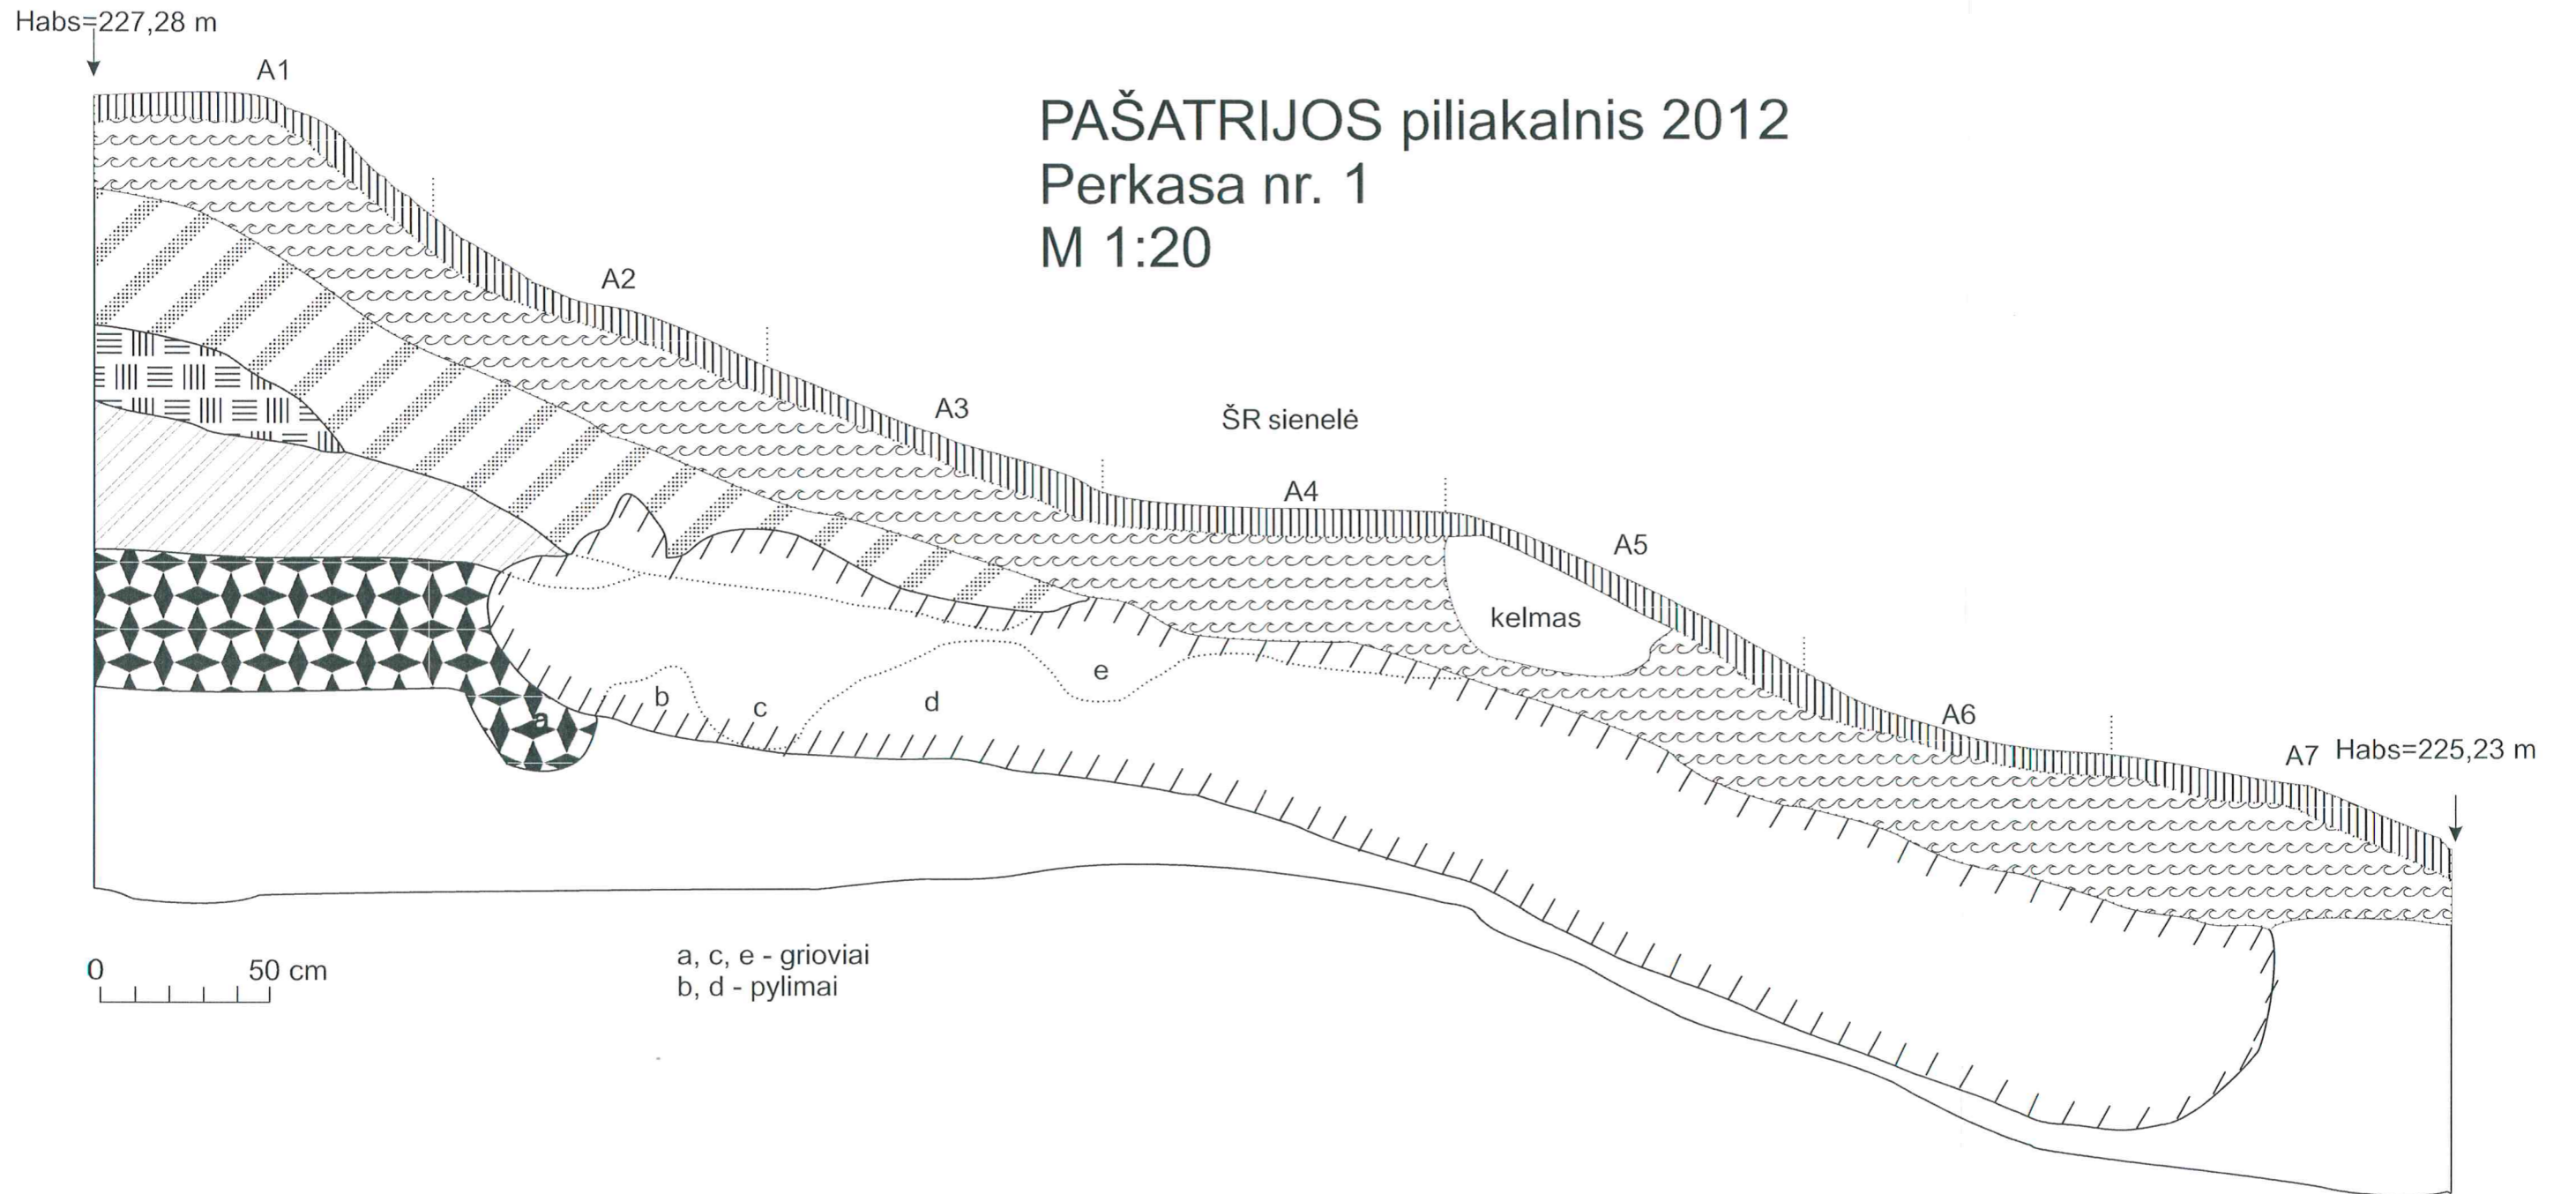 Habs=227,28 m
A1
PAŠATRIJOS piliakalnis 2012
Perkasa nr. 1
M 1:20
A2
A3
ŠR sienelė
A4
A5
kelmas
e
b
c
d
a
A6
A7
Habs=225,23 m
0
50 cm
a, c, e - grioviai
b, d - pylimai